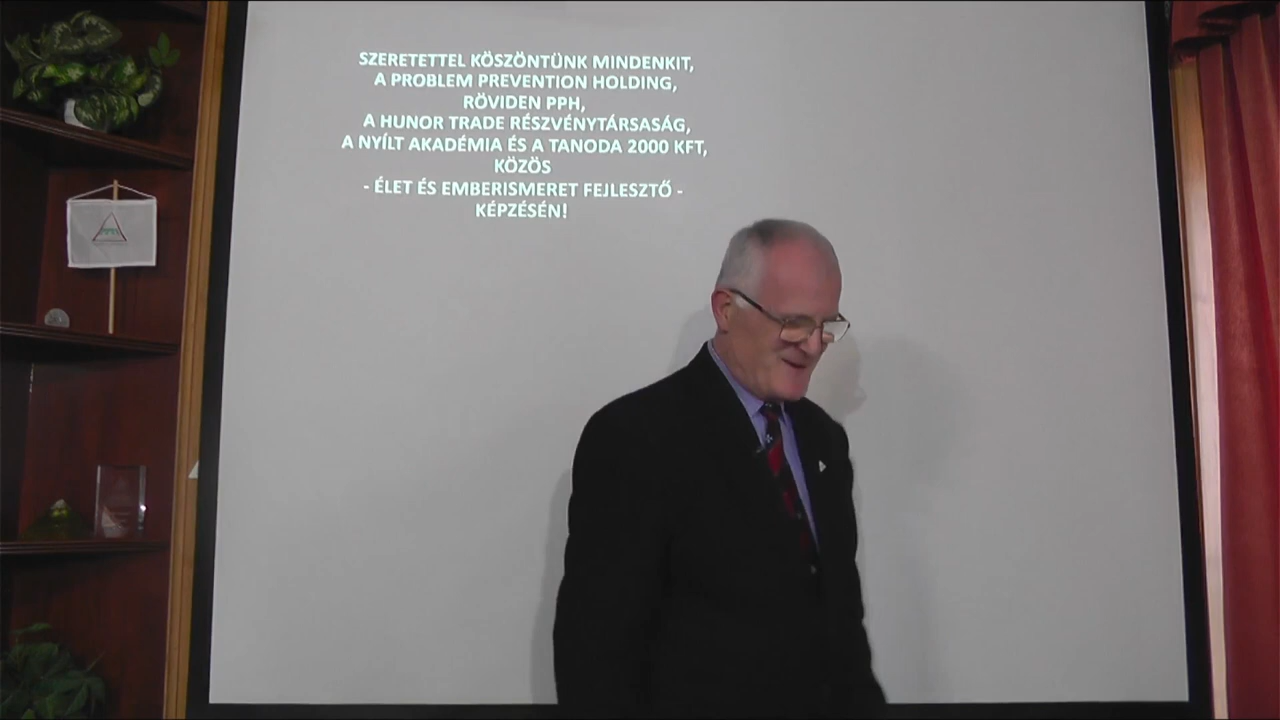 SZERETETTEL KÖSZÖNTÜNK MINDENKIT,
A PROBLEM PREVENTION HOLDING,
RÖVIDEN PPH,
A HUNOR TRADE RÉSZVÉNYTÁRSASÁG,
A NYÍLT AKADÉMIA ÉS A TANODA 2000 KFT,
KÖZÖS
- ÉLET ÉS EMBERISMERET FEJLESZTŐ -
KÉPZÉSÉN!